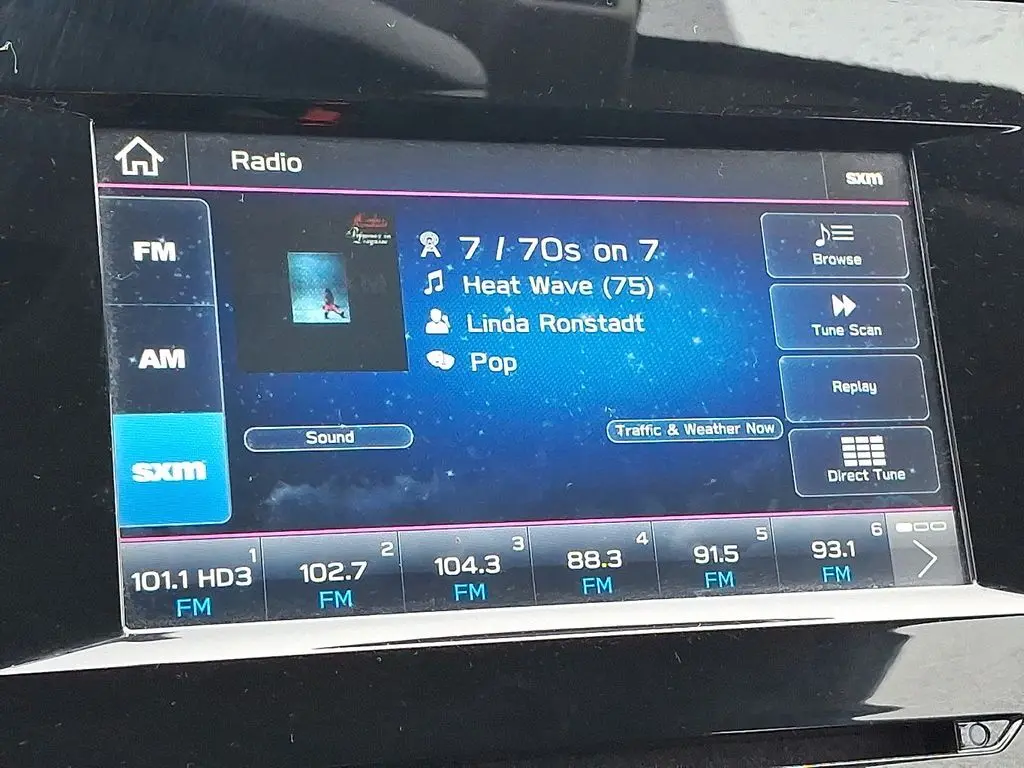 Radio
sxm
FM
AM
sxm
7 / 70s on 7
Heat Wave (75)
Linda Ronstadt
Pop
Sound
Traffic & Weather Now
Browse
Tune Scan
Replay
Direct Tune
1
101.1 HD3
FM
2
102.7
FM
3
104.3
FM
4
88.3
FM
5
91.5
FM
6
93.1
FM